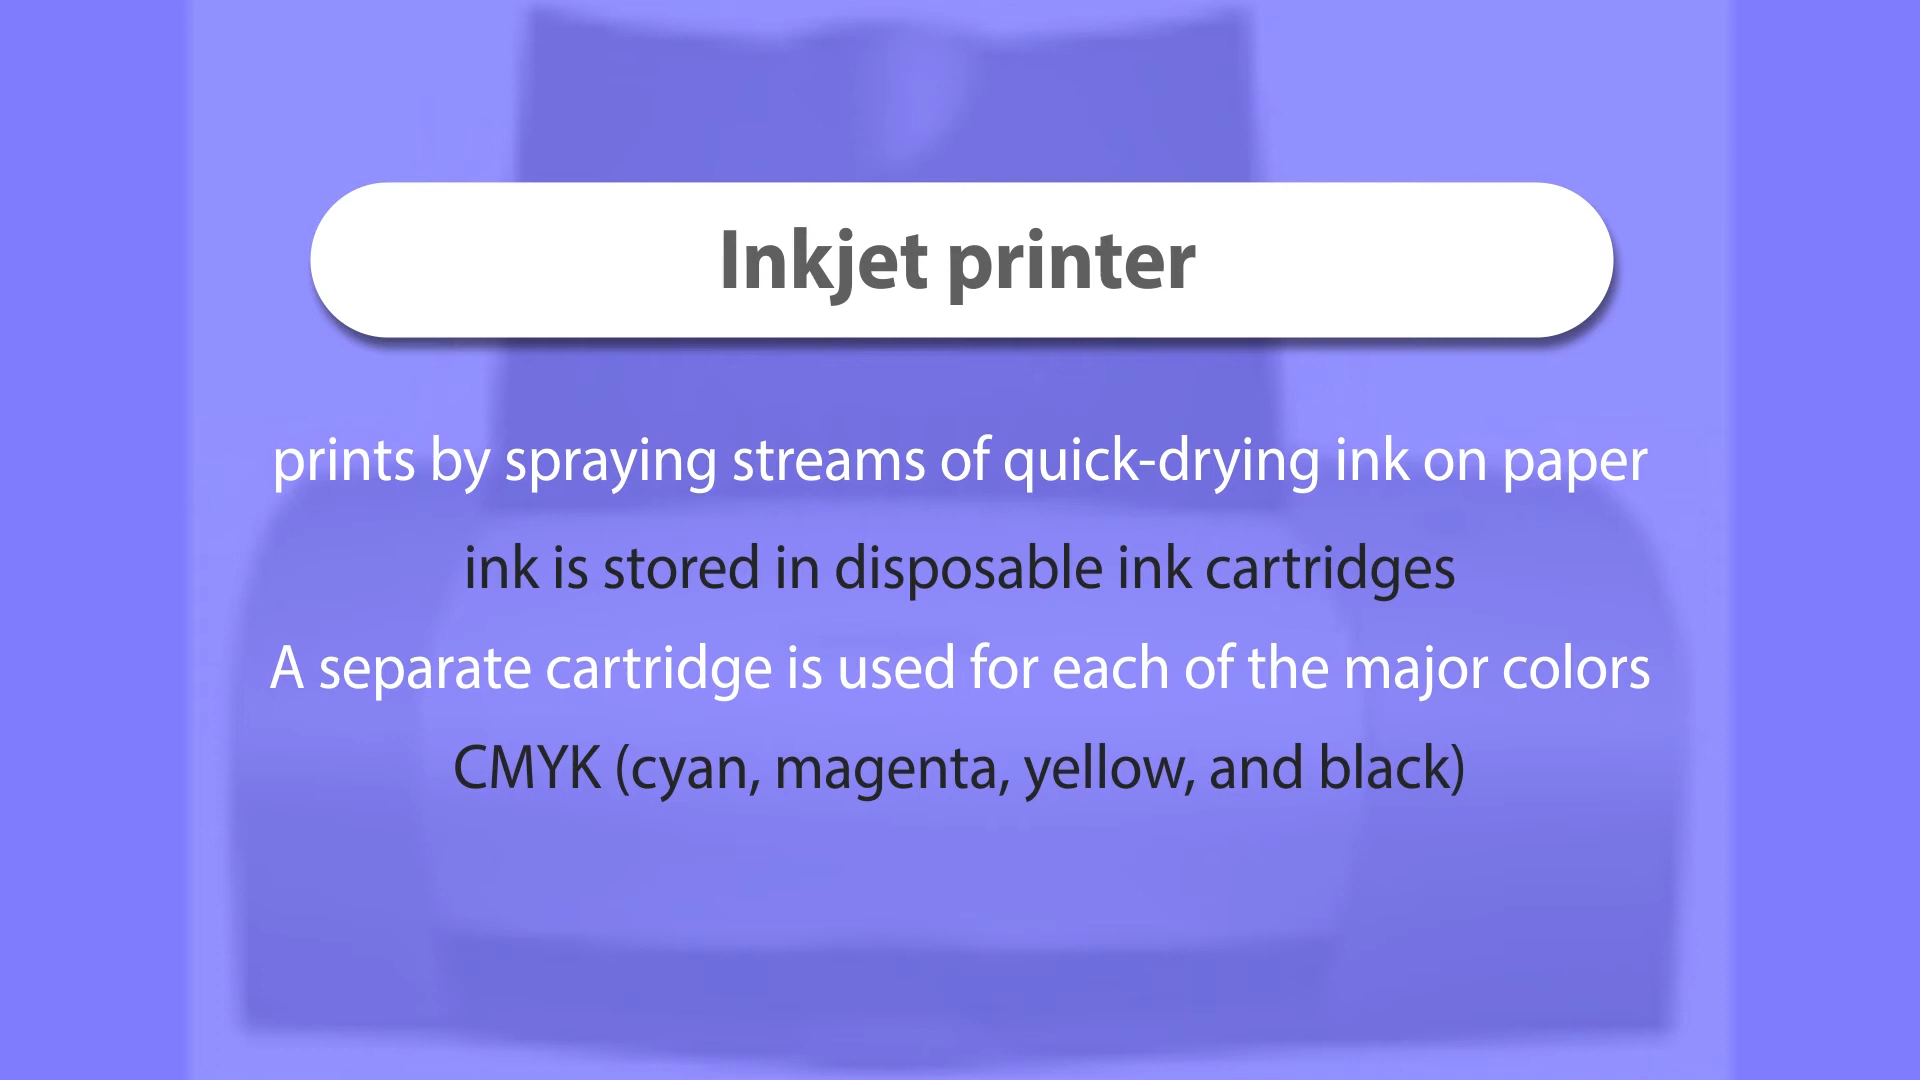 Inkjet printer
prints by spraying streams of quick-drying ink on paper
ink is stored in disposable ink cartridges
A separate cartridge is used for each of the major colors
CMYK (cyan, magenta, yellow, and black)